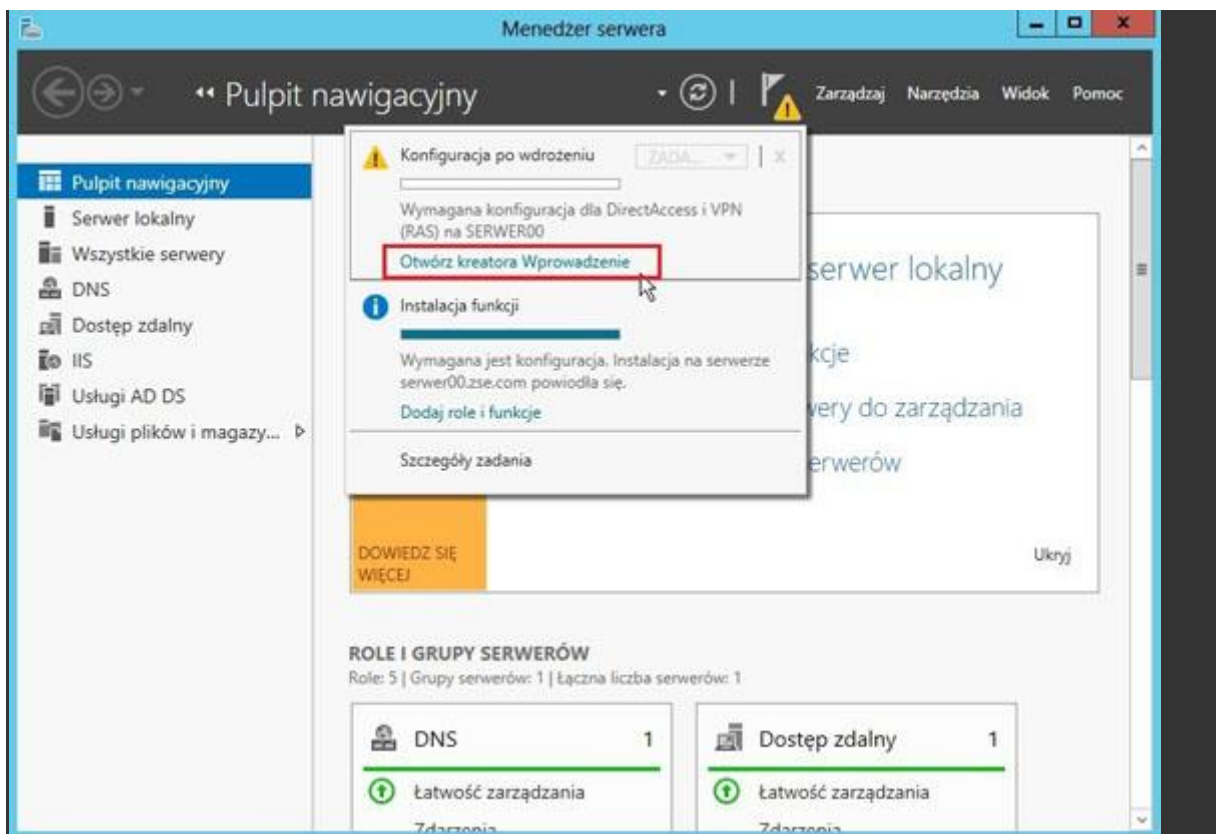 Menedżer serwera
Pulpit nawigacyjny
Zarządzaj Narzędzia Widok Pomoc
Pulpit nawigacyjny
Serwer lokalny
Wszystkie serwery
DNS
Dostęp zdalny
IIS
Usługi AD DS
Usługi plików i magazy...
Konfiguracja po wdrożeniu ZADA... X
Wymagana konfiguracja dla DirectAccess i VPN
(RAS) na SERWER00
Otwórz kreatora Wprowadzenie
Instalacja funkcji
Wymagana jest konfiguracja. Instalacja na serwerze
serwer00.zse.com powiodła się.
Dodaj role i funkcje
Szczegóły zadania
serwer lokalny
kcje
wery do zarządzania
erwerów
DOWIEDZ SIĘ
WIĘCEJ
Ukryj
ROLE I GRUPY SERWERÓW
Role: 5 | Grupy serwerów: 1 | Łączna liczba serwerów: 1
DNS 1
Łatwość zarządzania
Zdarzenia
Dostęp zdalny 1
Łatwość zarządzania
Zdarzenia